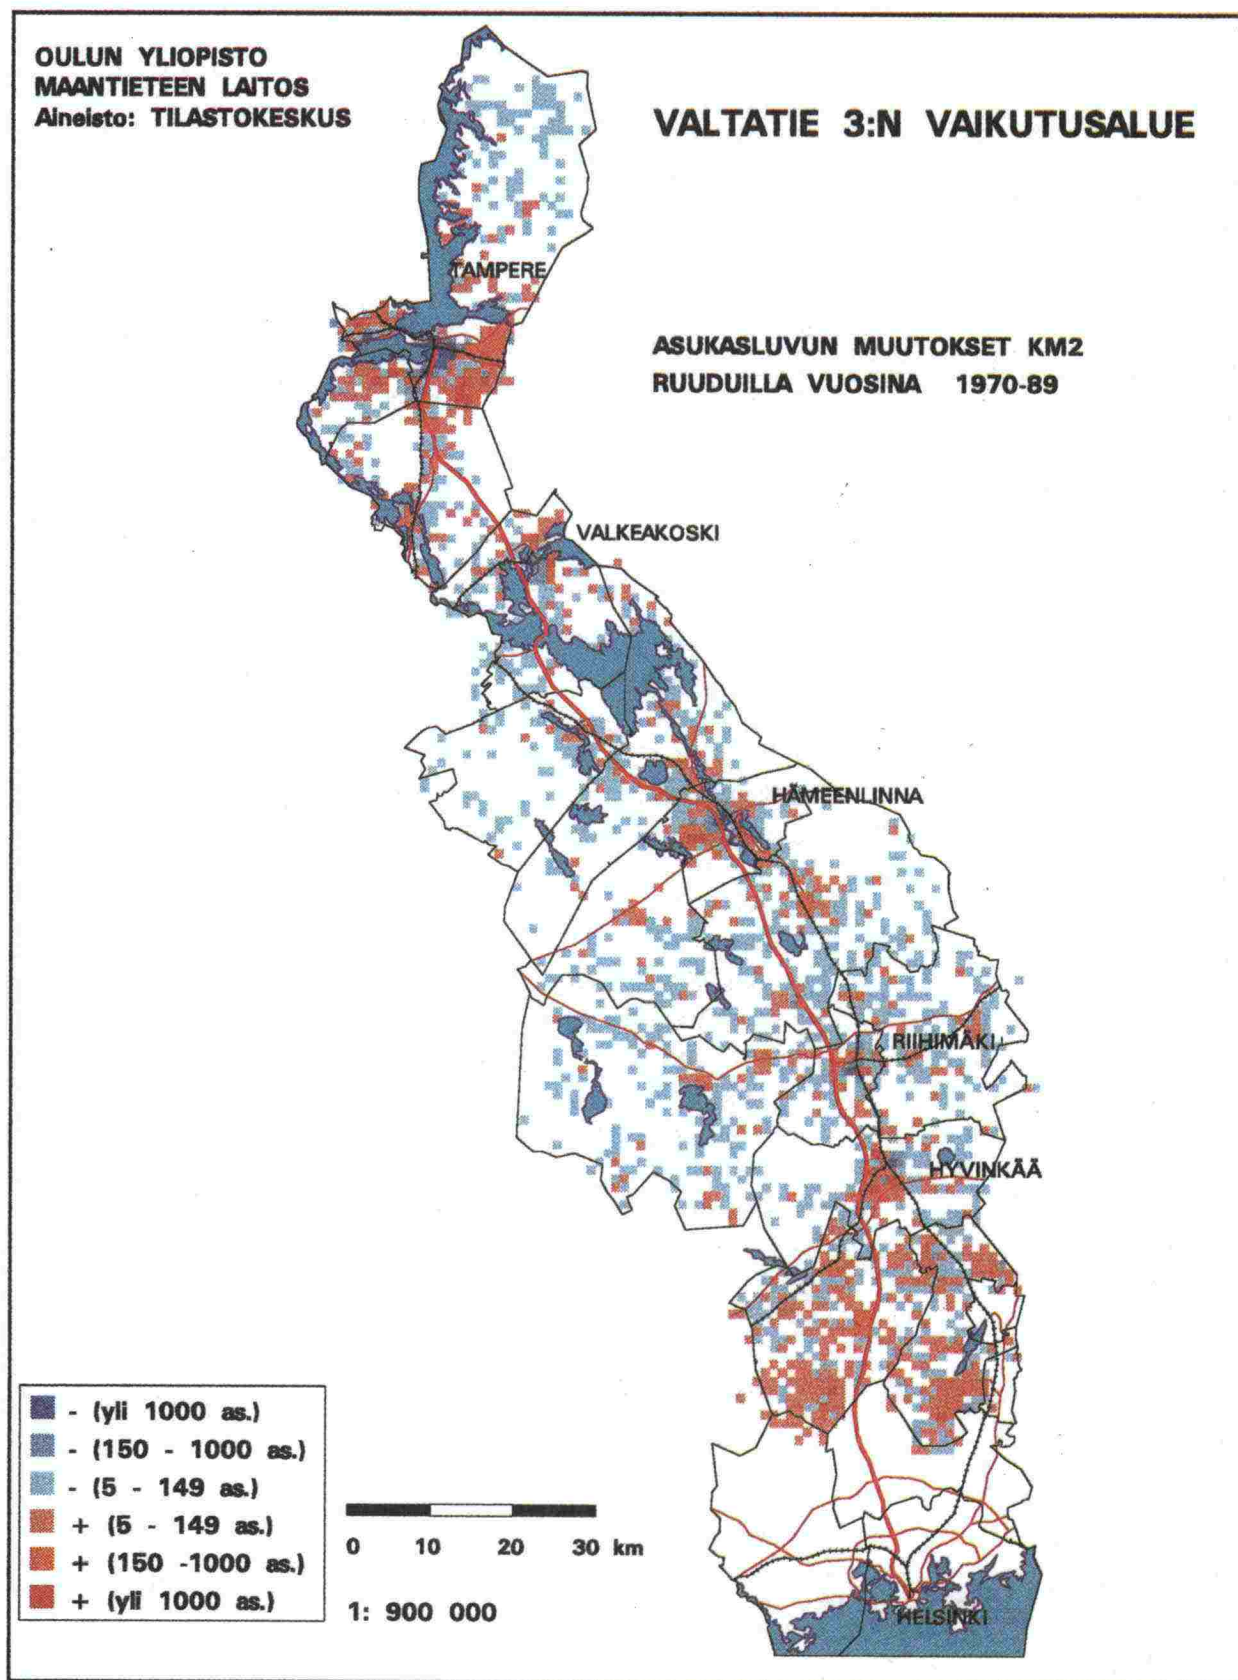 OULUN YLIOPISTO
MAANTIETEEN LAITOS
Aineisto: TILASTOKESKUS
VALTATIE 3:N VAIKUTUSALUE
TAMPERE
ASUKASLUVUN MUUTOKSET KM2
RUUDUILLA VUOSINA 1970-89
VALKEAKOSKI
HÄMEENLINNA
RIIHIMÄKI
HYVINKÄÄ
- (yli 1000 as.)
- (150 - 1000 as.)
- (5 - 149 as.)
+ (5 - 149 as.)
+ (150 -1000 as.)
+ (yli 1000 as.)
0 10 20 30 km
1: 900 000
HELSINKI